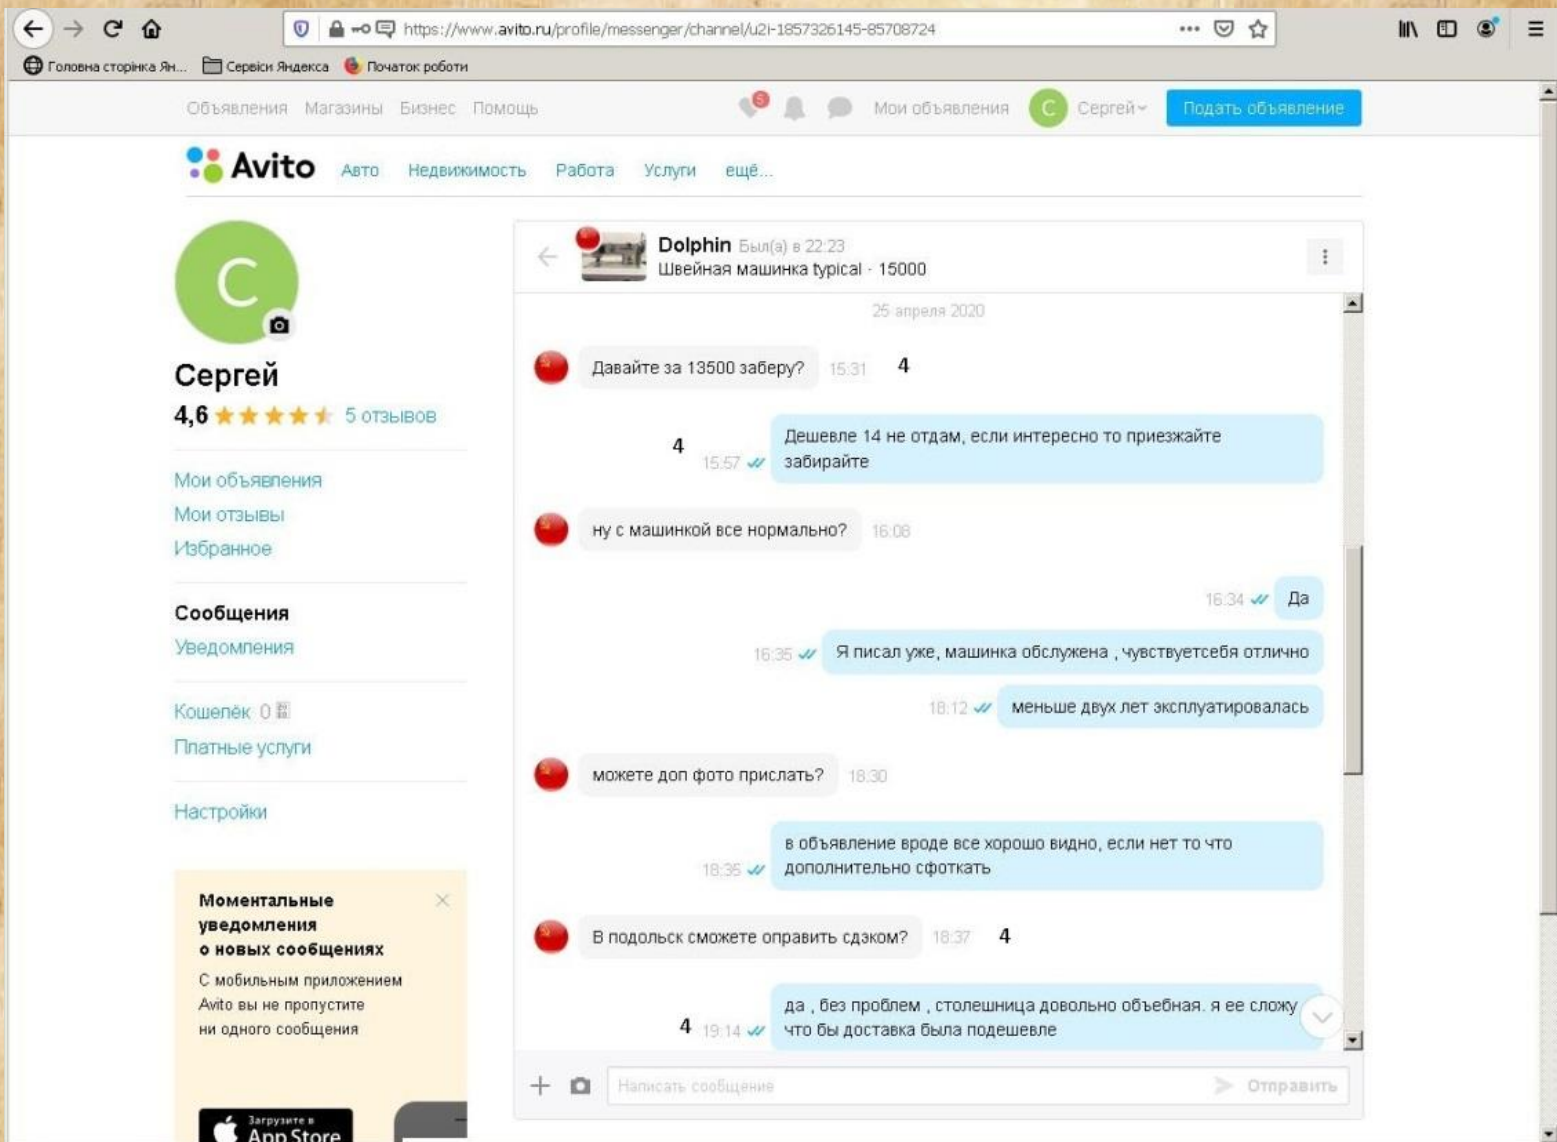 https://www.avito.ru/profile/messenger/channel/u2i-1857326145-85708724
Головна сторінка Ян... Сервіси Яндекса Початок роботи
Объявления Магазины Бизнес Помощь 5 Мои объявления С Сергей Подать объявление
Avito Авто Недвижимость Работа Услуги ещё...
С
Сергей
4,6 5 отзывов
Мои объявления
Мои отзывы
Избранное
Сообщения
Уведомления
Кошелёк 0
Платные услуги
Настройки
Моментальные
уведомления
о новых сообщениях
С мобильным приложением
Avito вы не пропустите
ни одного сообщения
Загрузите в
App Store
Dolphin Был(а) в 22:23
Швейная машинка typical · 15000
25 апреля 2020
Давайте за 13500 заберу? 15:31 4
Дешевле 14 не отдам, если интересно то приезжайте
4 15:57 забирайте
ну с машинкой все нормально? 16:08
16:34 Да
16:35 Я писал уже, машинка обслужена , чувствуетсебя отлично
18:12 меньше двух лет эксплуатировалась
можете доп фото прислать? 18:30
в объявление вроде все хорошо видно, если нет то что
18:35 дополнительно сфоткать
В подольск сможете оправить сдэком? 18:37 4
да , без проблем , столешница довольно объебная. я ее сложу
4 19:14 что бы доставка была подешевле
Написать сообщение Отправить